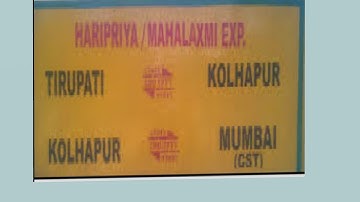 HARIPRIYA / MAHALAXMI EXP.
TIRUPATI KOLHAPUR
KOLHAPUR MUMBAI
(CST)